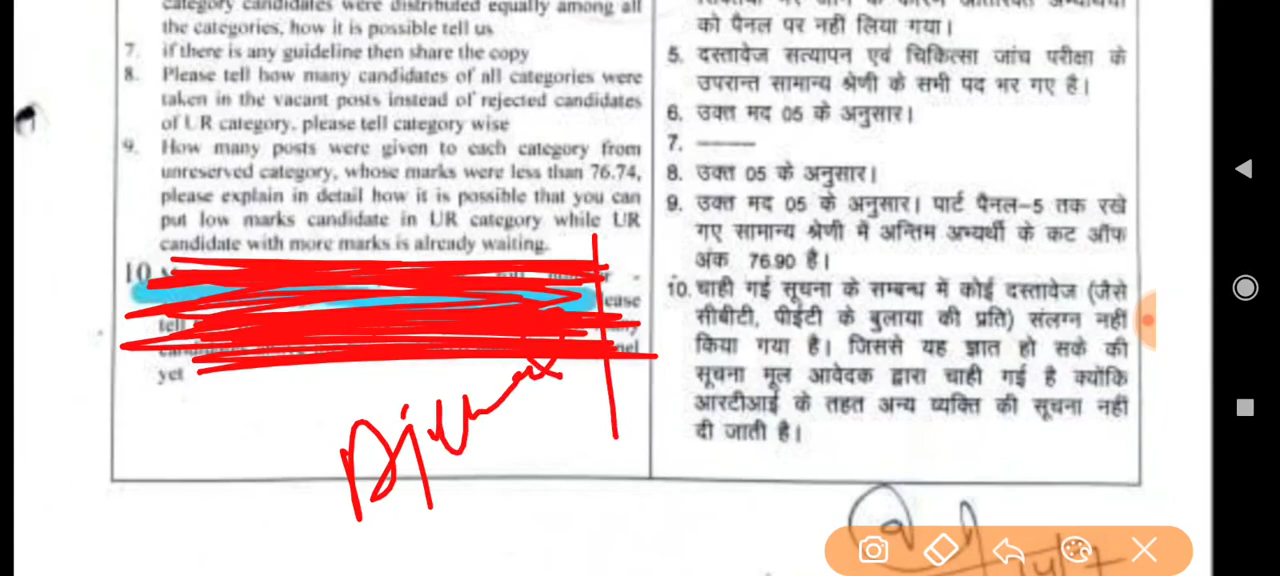 category candidates were distributed equally among all
the categories, how it is possible tell us
7. if there is any guideline then share the copy
8. Please tell how many candidates of all categories were
taken in the vacant posts instead of rejected candidates
of UR category, please tell category wise
9. How many posts were given to each category from
unreserved category, whose marks were less than 76.74,
please explain in detail how it is possible that you can
put low marks candidate in UR category while UR
candidate with more marks is already waiting.
10
ease
tell
yet
को पैनल पर नहीं लिया गया।
5. दस्तावेज सत्यापन एवं चिकित्सा जांच परीक्षा के
उपरान्त सामान्य श्रेणी के सभी पद भर गए है।
6. उक्त मद 05 के अनुसार।
7. ———
8. उक्त 05 के अनुसार।
9. उक्त मद 05 के अनुसार। पार्ट पैनल-5 तक रखे
गए सामान्य श्रेणी में अन्तिम अभ्यर्थी के कट ऑफ
अंक 76.90 है।
10. चाही गई सूचना के सम्बन्ध में कोई दस्तावेज (जैसे
सीबीटी, पीईटी के बुलाया की प्रति) संलग्न नहीं
किया गया है। जिससे यह ज्ञात हो सके की
सूचना मूल आवेदक द्वारा चाही गई है क्योंकि
आरटीआई के तहत अन्य व्यक्ति की सूचना नहीं
दी जाती है।